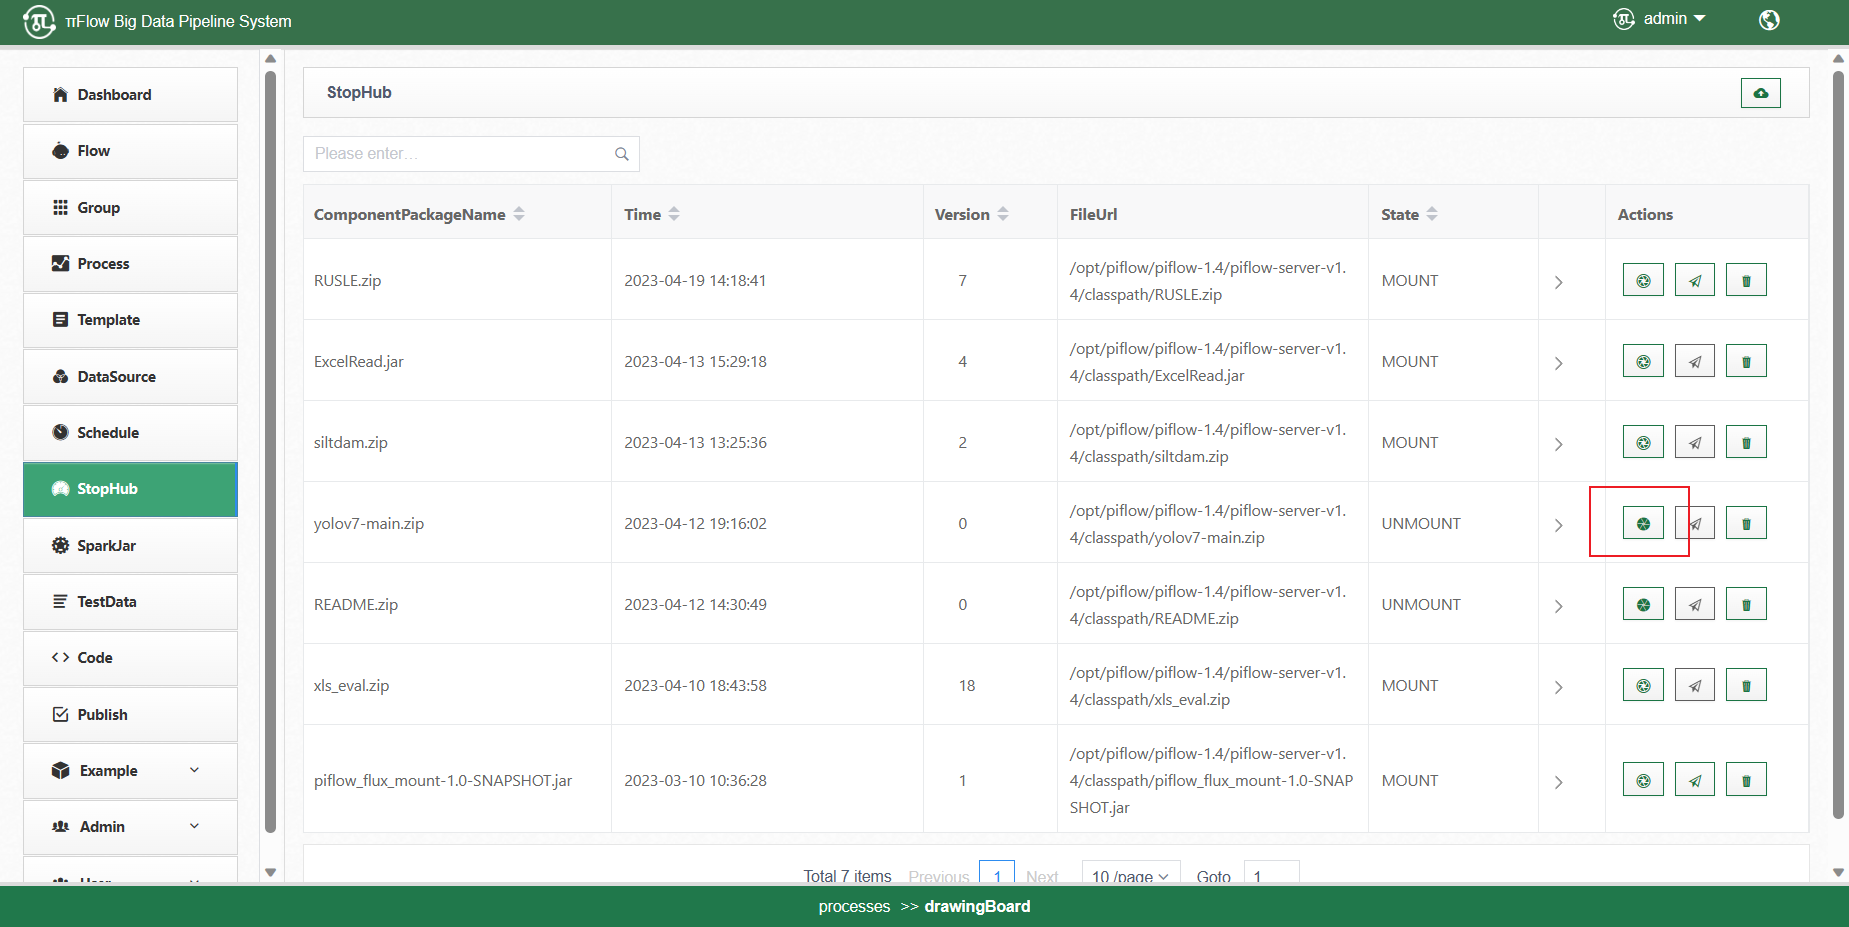 πFlow Big Data Pipeline System
admin
Dashboard
Flow
Group
Process
Template
DataSource
Schedule
StopHub
SparkJar
TestData
Code
Publish
Example
Admin
User
StopHub
Please enter...
ComponentPackageName Time Version FileUrl State Actions
RUSLE.zip 2023-04-19 14:18:41 7 /opt/piflow/piflow-1.4/piflow-server-v1. MOUNT
4/classpath/RUSLE.zip
ExcelRead.jar 2023-04-13 15:29:18 4 /opt/piflow/piflow-1.4/piflow-server-v1. MOUNT
4/classpath/ExcelRead.jar
siltdam.zip 2023-04-13 13:25:36 2 /opt/piflow/piflow-1.4/piflow-server-v1. MOUNT
4/classpath/siltdam.zip
yolov7-main.zip 2023-04-12 19:16:02 0 /opt/piflow/piflow-1.4/piflow-server-v1. UNMOUNT
4/classpath/yolov7-main.zip
README.zip 2023-04-12 14:30:49 0 /opt/piflow/piflow-1.4/piflow-server-v1. UNMOUNT
4/classpath/README.zip
xls_eval.zip 2023-04-10 18:43:58 18 /opt/piflow/piflow-1.4/piflow-server-v1. MOUNT
4/classpath/xls_eval.zip
piflow_flux_mount-1.0-SNAPSHOT.jar 2023-03-10 10:36:28 1 /opt/piflow/piflow-1.4/piflow-server-v1. MOUNT
4/classpath/piflow_flux_mount-1.0-SNAP
SHOT.jar
Total 7 items Previous 1 Next 10 /page Goto 1
processes >> drawingBoard